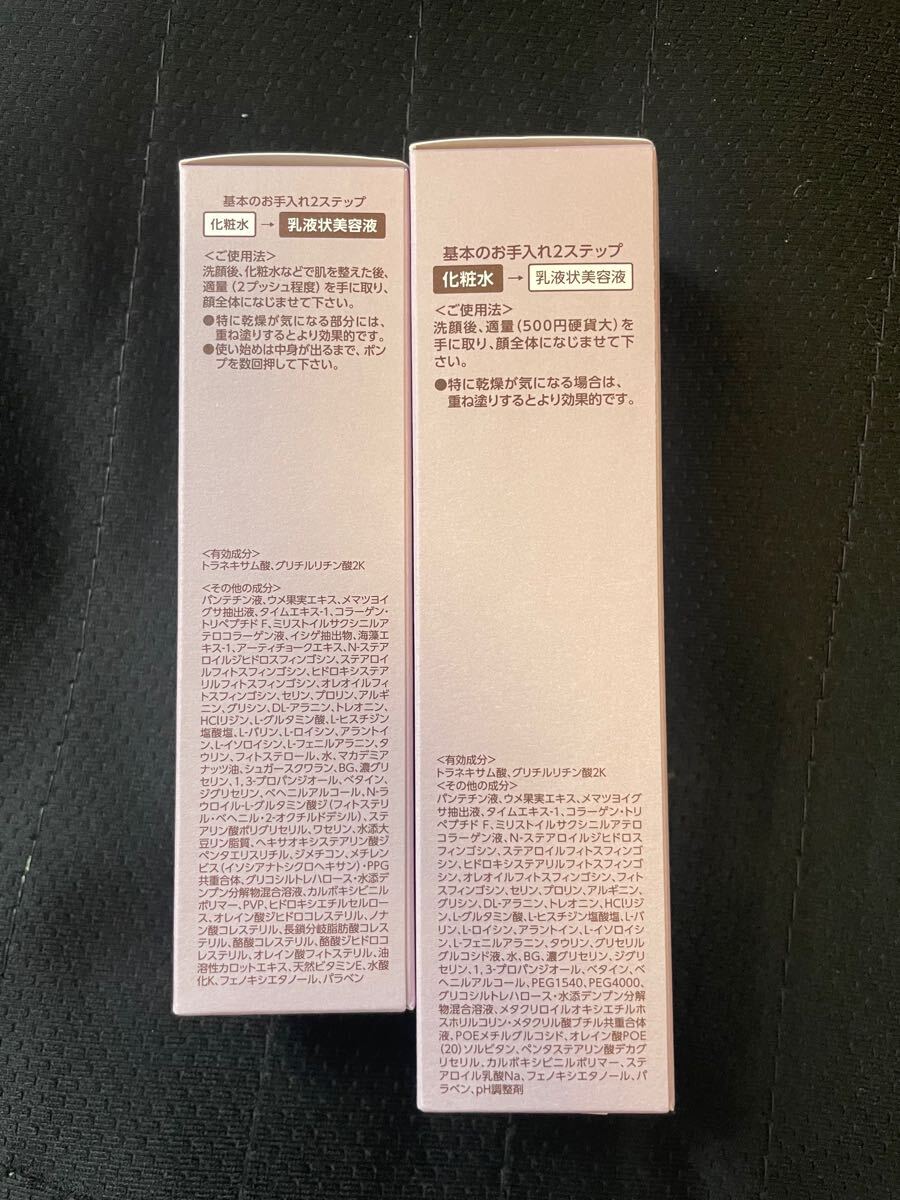 基本のお手入れ2ステップ
化粧水 → 乳液状美容液
＜ご使用法＞
洗顔後、化粧水などで肌を整えた後、
適量（2プッシュ程度）を手に取り、
顔全体になじませて下さい。
●特に乾燥が気になる部分には、
重ね塗りするとより効果的です。
●使い始めは中身が出るまで、ポン
プを数回押して下さい。
＜有効成分＞
トラネキサム酸、グリチルリチン酸2K
＜その他の成分＞
パンテチン液、ウメ果実エキス、メマツヨイ
グサ抽出液、タイムエキス-1、コラーゲン・
トリペプチド F、ミリストイルサクシニルア
テロコラーゲン液、イシゲ抽出物、海藻エ
キス-1、アーティチョークエキス、N-ステア
ロイルジヒドロスフィンゴシン、ステアロイ
ルフィトスフィンゴシン、ヒドロキシステア
リルフィトスフィンゴシン、オレオイルフィ
トスフィンゴシン、セリン、プロリン、アルギ
ニン、グリシン、DL-アラニン、トレオニン、
HClリジン、L-グルタミン酸、L-ヒスチジン
塩酸塩、L-バリン、L-ロイシン、アラントイ
ン、L-イソロイシン、L-フェニルアラニン、タ
ウリン、フィトステロール、水、マカデミア
ナッツ油、シュガースクワラン、BG、濃グリ
セリン、1，3-プロパンジオール、ベタイン、
ジグリセリン、ベヘニルアルコール、N-ラ
ウロイル-L-グルタミン酸ジ（フィトステリ
ル・ベヘニル・2-オクチルドデシル）、ステ
アリン酸ポリグリセリル、ワセリン、水添大
豆リン脂質、ヘキサオキシステアリン酸ジ
ペンタエリスリチル、ジメチコン、メチレン
ビス（イソシアナトシクロヘキサン）・PPG
共重合体、グリコシルトレハロース・水添デ
ンプン分解物混合溶液、カルボキシビニル
ポリマー、PVP、ヒドロキシエチルセルロー
ス、オレイン酸ジヒドロコレステリル、ノナ
ン酸コレステリル、長鎖分岐脂肪酸コレス
テリル、酪酸コレステリル、酪酸ジヒドロコ
レステリル、オレイン酸フィトステリル、油
溶性カロットエキス、天然ビタミンE、水酸
化K、フェノキシエタノール、パラベン
基本のお手入れ2ステップ
化粧水 → 乳液状美容液
＜ご使用法＞
洗顔後、適量（500円硬貨大）を
手に取り、顔全体になじませて下
さい。
●特に乾燥が気になる場合は、
重ね塗りするとより効果的です。
＜有効成分＞
トラネキサム酸、グリチルリチン酸2K
＜その他の成分＞
パンテチン液、ウメ果実エキス、メマツヨイグ
サ抽出液、タイムエキス-1、コラーゲン・トリ
ペプチド F、ミリストイルサクシニルアテロ
コラーゲン液、N-ステアロイルジヒドロス
フィンゴシン、ステアロイルフィトスフィンゴ
シン、ヒドロキシステアリルフィトスフィンゴ
シン、オレオイルフィトスフィンゴシン、フィト
スフィンゴシン、セリン、プロリン、アルギニン、
グリシン、DL-アラニン、トレオニン、HClリジ
ン、L-グルタミン酸、L-ヒスチジン塩酸塩、L-バ
リン、L-ロイシン、アラントイン、L-イソロイシ
ン、L-フェニルアラニン、タウリン、グリセリル
グルコシド液、水、BG、濃グリセリン、ジグリ
セリン、1，3-プロパンジオール、ベタイン、ベ
ヘニルアルコール、PEG1540、PEG4000、
グリコシルトレハロース・水添デンプン分解
物混合溶液、メタクリロイルオキシエチルホ
スホリルコリン・メタクリル酸ブチル共重合体
液、POEメチルグルコシド、オレイン酸POE
（20）ソルビタン、ペンタステアリン酸デカグ
リセリル、カルボキシビニルポリマー、ステ
アロイル乳酸Na、フェノキシエタノール、パ
ラベン、pH調整剤